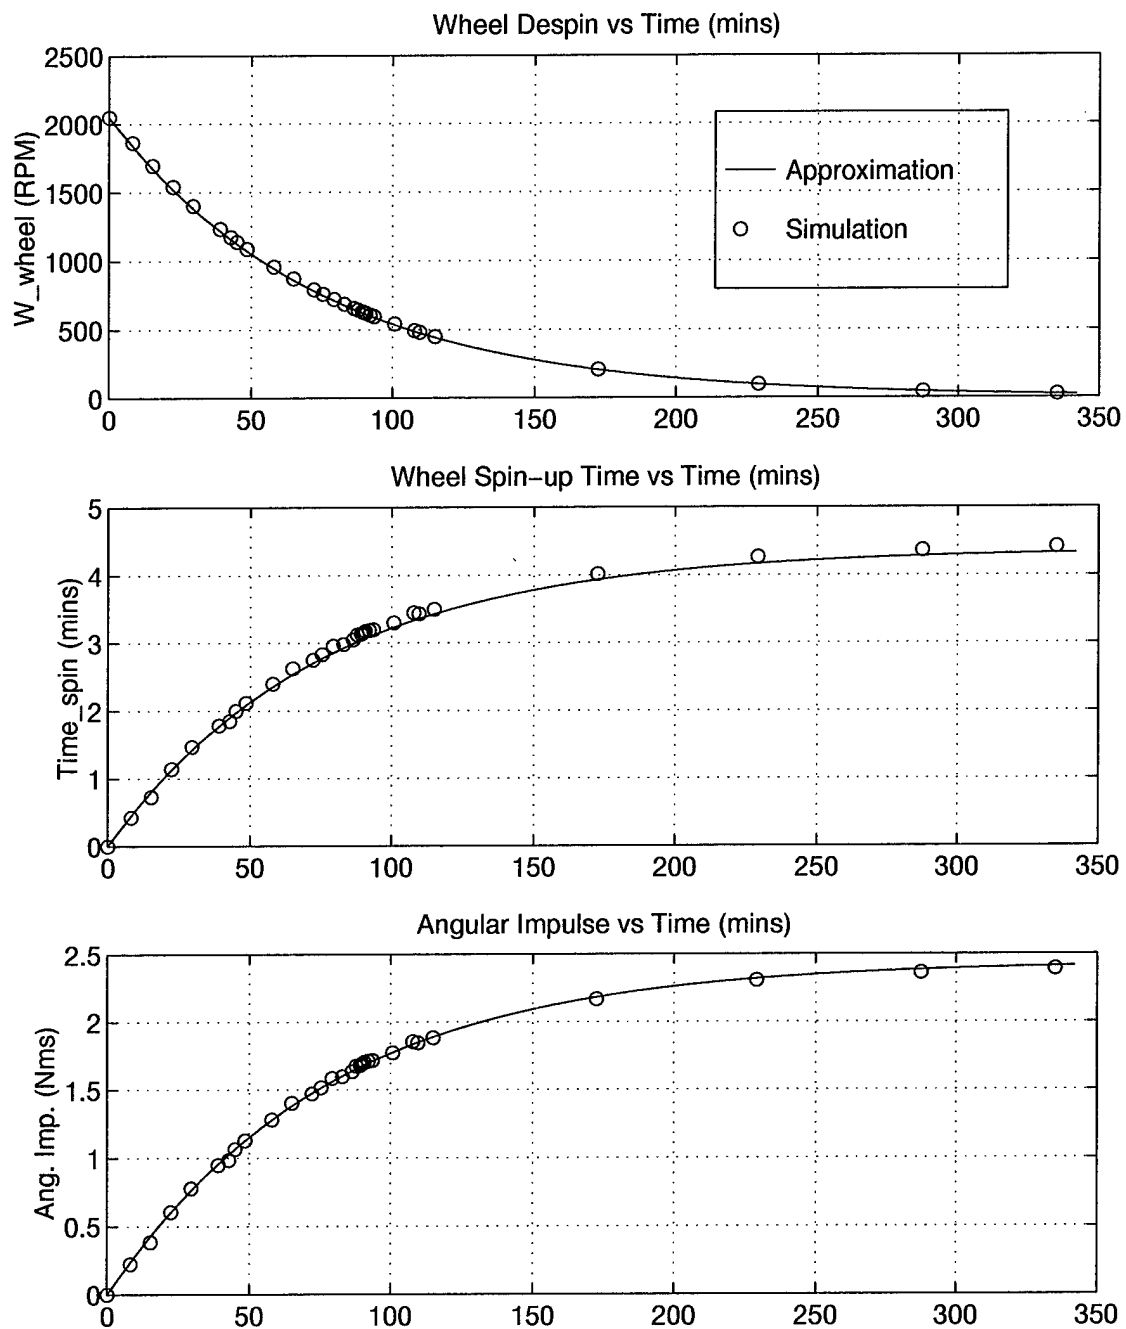 Wheel Despin vs Time (mins)
2500
2000
1500
1000
500
0
W_wheel (RPM)
Approximation
Simulation
0 50 100 150 200 250 300 350
Wheel Spin-up Time vs Time (mins)
5
4
3
2
1
0
Time_spin (mins)
0 50 100 150 200 250 300 350
Angular Impulse vs Time (mins)
2.5
2
1.5
1
0.5
0
Ang. Imp. (Nms)
0 50 100 150 200 250 300 350